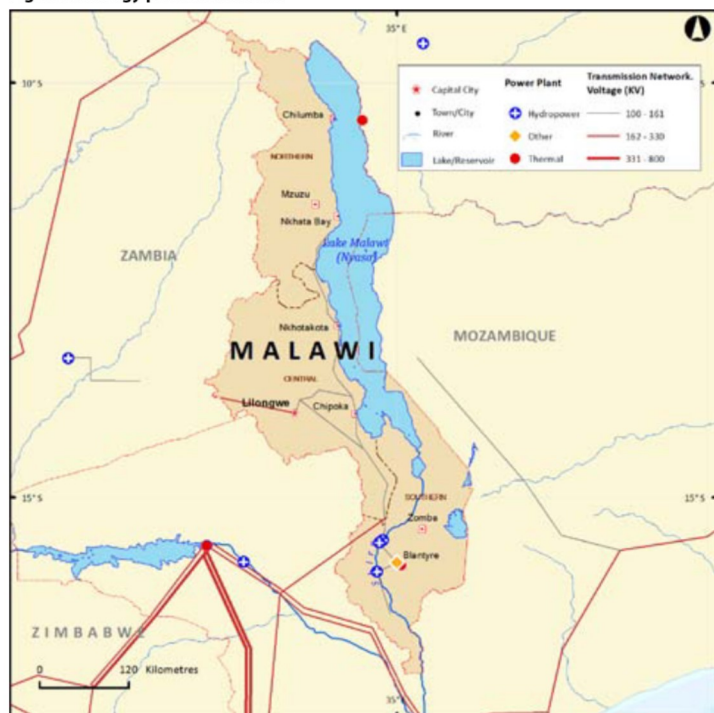 35° E
10° S
Capital City
Town/City
River
Lake/Reservoir
Power Plant
Hydropower
Other
Thermal
Transmission Network.
Voltage (KV)
100 - 161
162 - 330
331 - 800
Chilumba
NORTHERN
Mzuzu
Nkhata Bay
Lake Malawi
(Nyasa)
ZAMBIA
Nkhotakota
MOZAMBIQUE
MALAWI
CENTRAL
Lilongwe
Chipoka
15° S
15° S
SOUTHERN
Zomba
Blantyre
ZIMBABWE
0 120 Kilometres
35° E